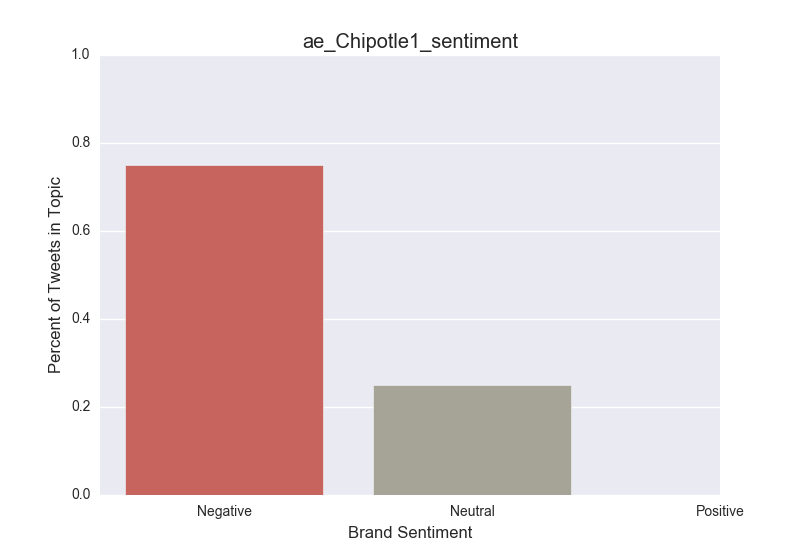 ae_Chipotle1_sentiment
1.0
0.8
0.6
0.4
0.2
0.0
Percent of Tweets in Topic
Negative
Neutral
Positive
Brand Sentiment